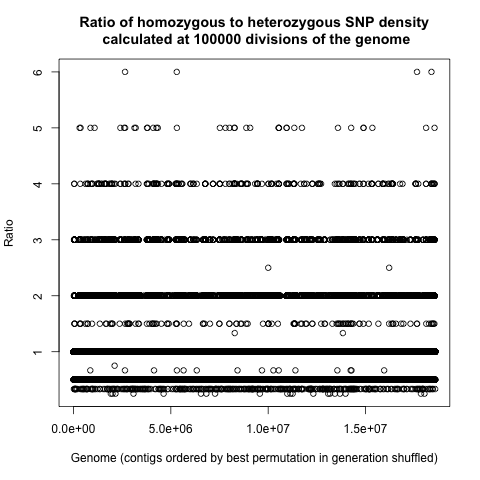 Ratio of homozygous to heterozygous SNP density
calculated at 100000 divisions of the genome
Ratio
6
5
4
3
2
1
0.0e+00 5.0e+06 1.0e+07 1.5e+07
Genome (contigs ordered by best permutation in generation shuffled)